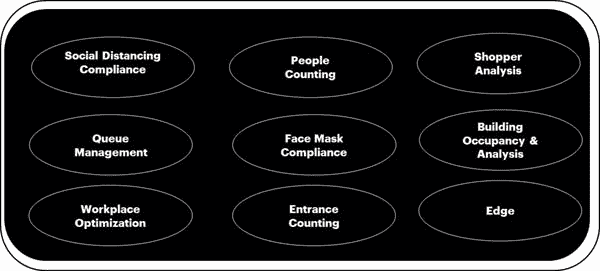 Social Distancing
Compliance
People
Counting
Shopper
Analysis
Queue
Management
Face Mask
Compliance
Building
Occupancy &
Analysis
Workplace
Optimization
Entrance
Counting
Edge